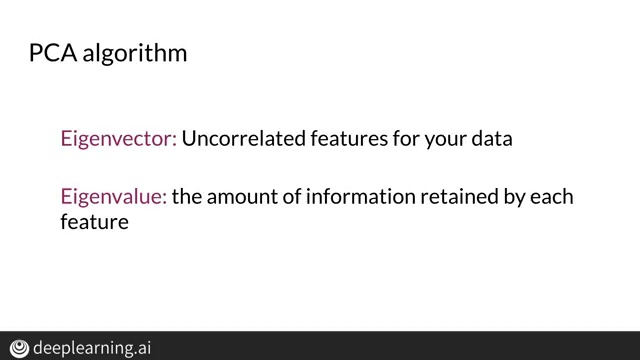 PCA algorithm
Eigenvector: Uncorrelated features for your data
Eigenvalue: the amount of information retained by each
feature
deeplearning.ai